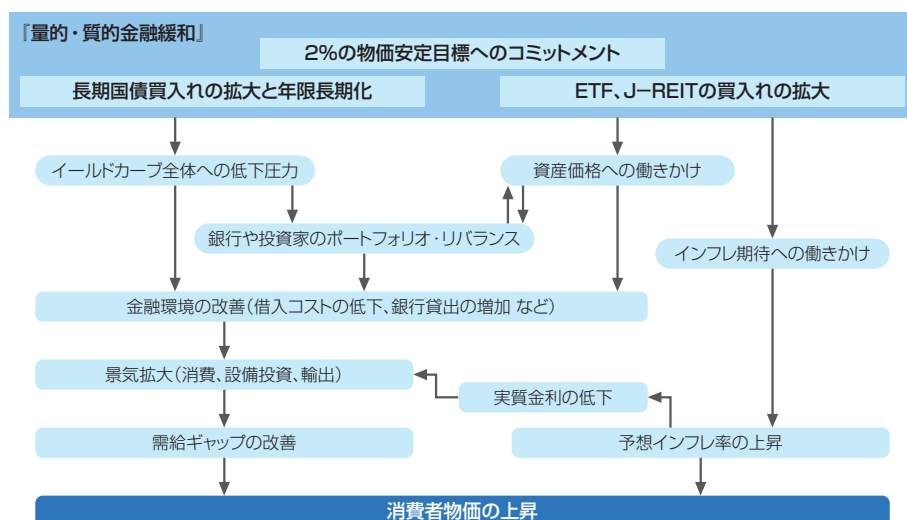 『量的・質的金融緩和』
2%の物価安定目標へのコミットメント
長期国債買入れの拡大と年限長期化
ETF、J-REITの買入れの拡大
イールドカーブ全体への低下圧力
資産価格への働きかけ
銀行や投資家のポートフォリオ・リバランス
インフレ期待への働きかけ
金融環境の改善(借入コストの低下、銀行貸出の増加 など)
景気拡大(消費、設備投資、輸出)
実質金利の低下
需給ギャップの改善
予想インフレ率の上昇
消費者物価の上昇